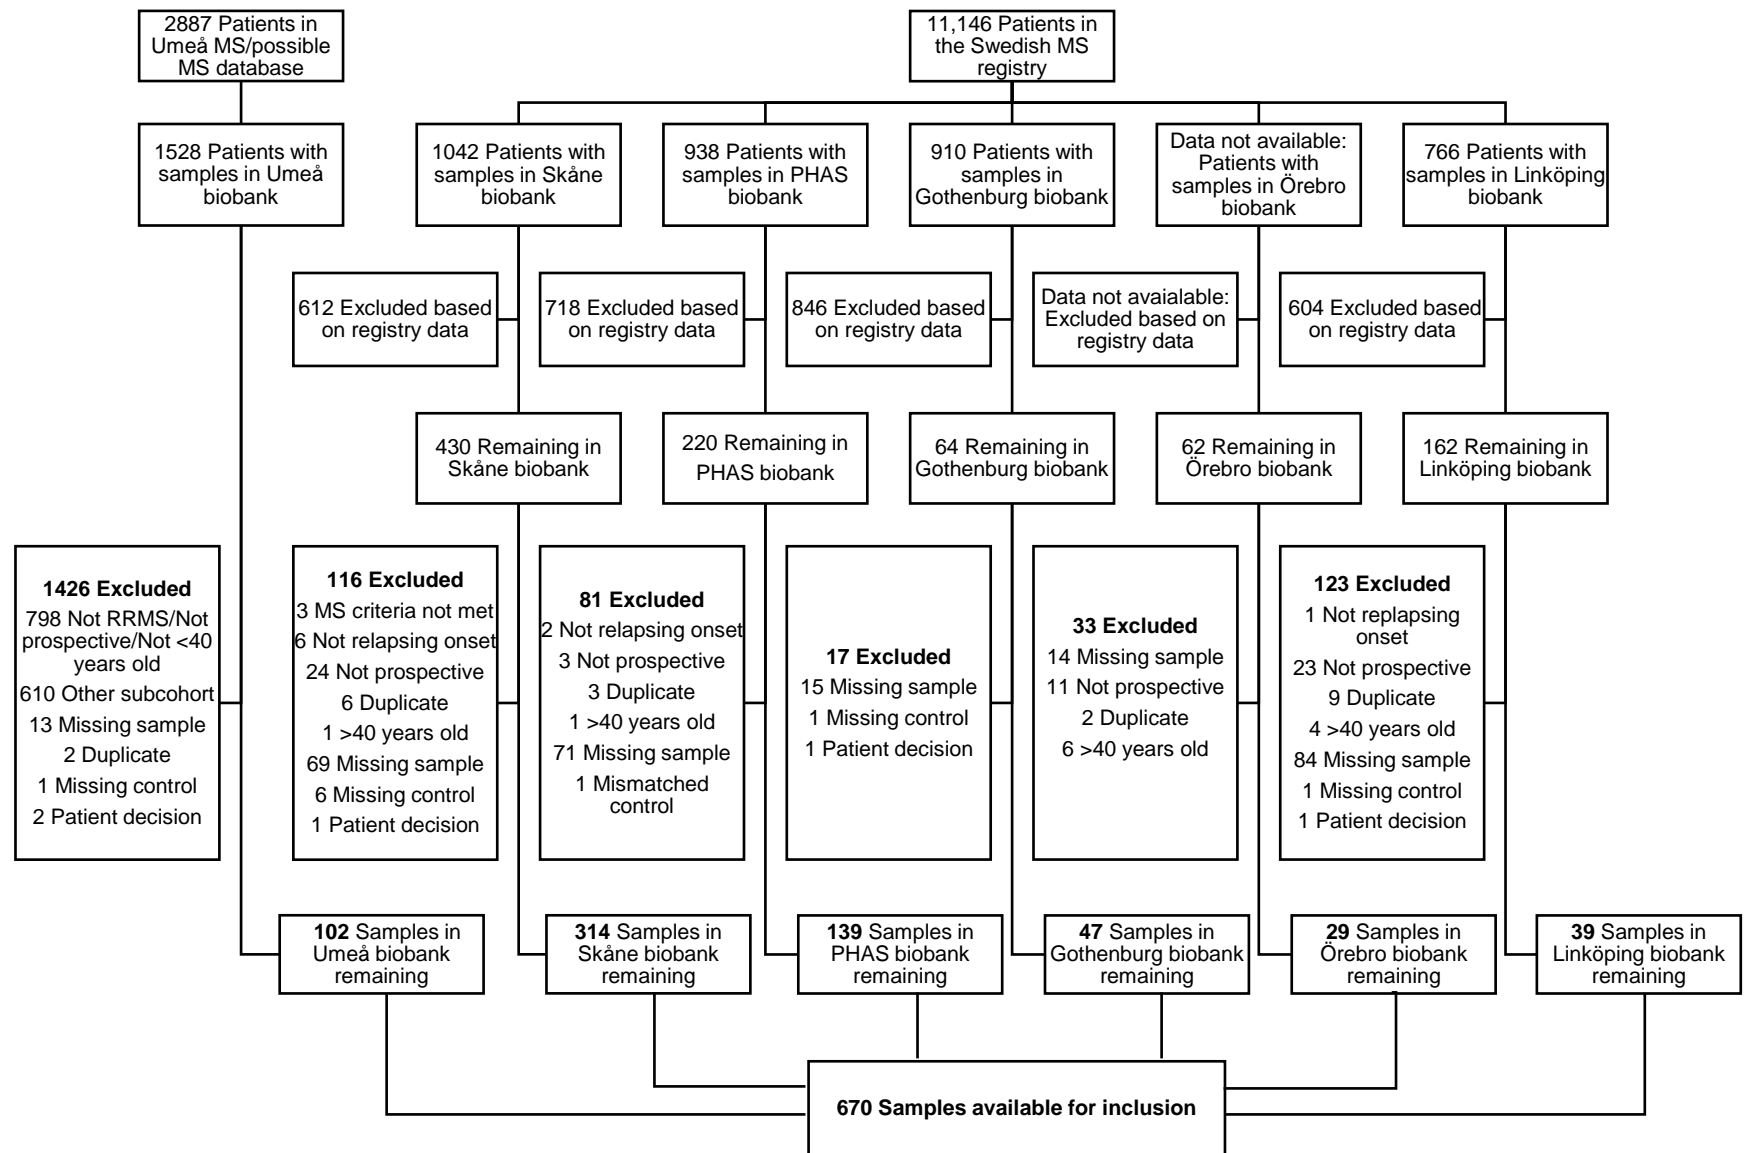 2887 Patients in
Umeå MS/possible
MS database
11,146 Patients in
the Swedish MS
registry
1528 Patients with
samples in Umeå
biobank
1042 Patients with
samples in Skåne
biobank
938 Patients with
samples in PHAS
biobank
910 Patients with
samples in
Gothenburg biobank
Data not available:
Patients with
samples in Örebro
biobank
766 Patients with
samples in Linköping
biobank
612 Excluded based
on registry data
718 Excluded based
on registry data
846 Excluded based
on registry data
Data not avaialable:
Excluded based on
registry data
604 Excluded based
on registry data
430 Remaining in
Skåne biobank
220 Remaining in
PHAS biobank
64 Remaining in
Gothenburg biobank
62 Remaining in
Örebro biobank
162 Remaining in
Linköping biobank
1426 Excluded
798 Not RRMS/Not
prospective/Not <40
years old
610 Other subcohort
13 Missing sample
2 Duplicate
1 Missing control
2 Patient decision
116 Excluded
3 MS criteria not met
6 Not relapsing onset
24 Not prospective
6 Duplicate
1 >40 years old
69 Missing sample
6 Missing control
1 Patient decision
81 Excluded
2 Not relapsing onset
3 Not prospective
3 Duplicate
1 >40 years old
71 Missing sample
1 Mismatched
control
17 Excluded
15 Missing sample
1 Missing control
1 Patient decision
33 Excluded
14 Missing sample
11 Not prospective
2 Duplicate
6 >40 years old
123 Excluded
1 Not replapsing
onset
23 Not prospective
9 Duplicate
4 >40 years old
84 Missing sample
1 Missing control
1 Patient decision
102 Samples in
Umeå biobank
remaining
314 Samples in
Skåne biobank
remaining
139 Samples in
PHAS biobank
remaining
47 Samples in
Gothenburg biobank
remaining
29 Samples in
Örebro biobank
remaining
39 Samples in
Linköping biobank
remaining
670 Samples available for inclusion